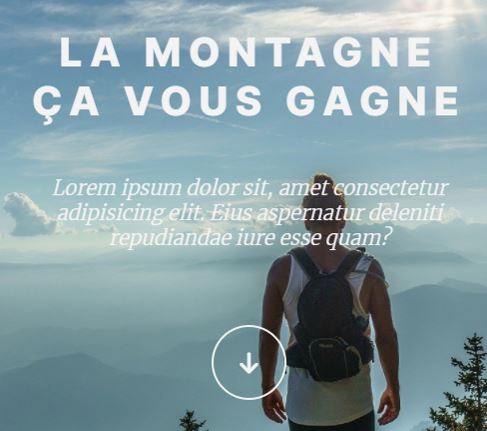 LA MONTAGNE
ÇA VOUS GAGNE
Lorem ipsum dolor sit, amet consectetur
adipisicing elit. Eius aspernatur deleniti
repudiandae iure esse quam?